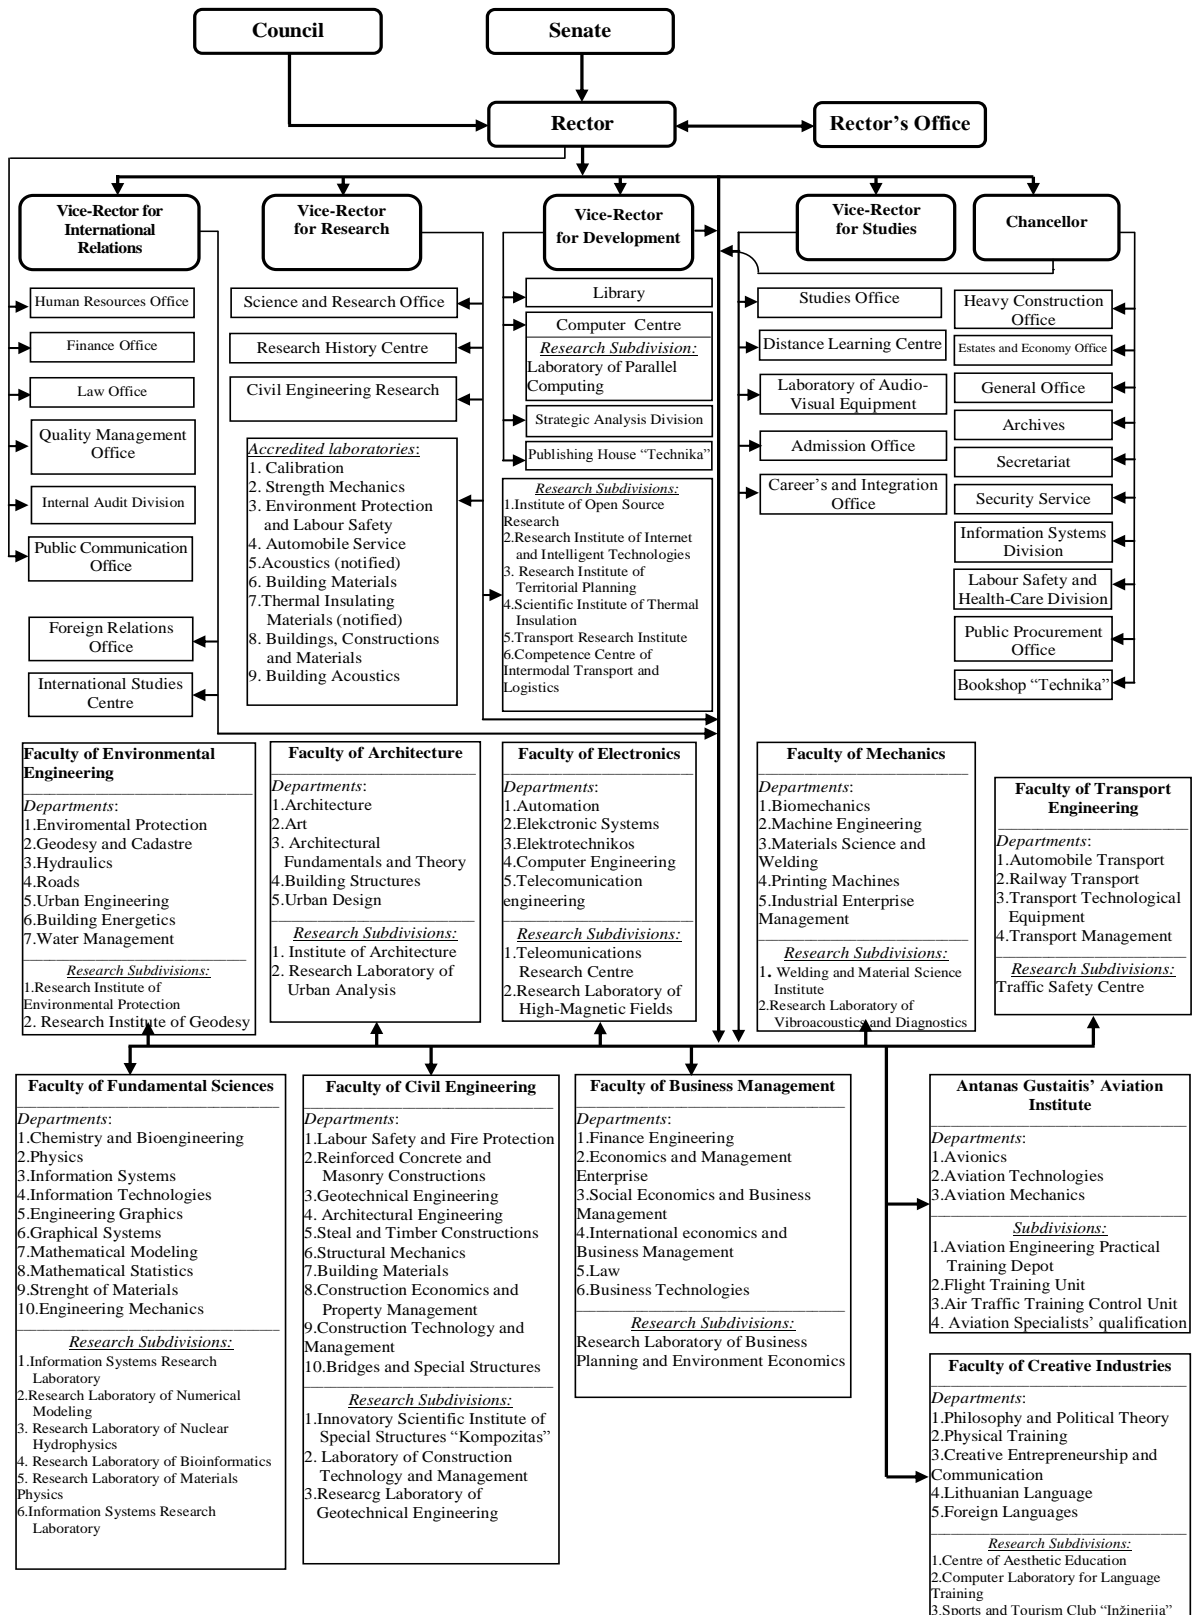 Council
Senate
Rector
Rector’s Office
Vice-Rector for
International
Relations
Vice-Rector
for Research
Vice-Rector
for Development
Vice-Rector
for Studies
Chancellor
Human Resources Office
Finance Office
Law Office
Quality Management
Office
Internal Audit Division
Public Communication
Office
Foreign Relations
Office
International Studies
Centre
Science and Research Office
Research History Centre
Civil Engineering Research
Accredited laboratories:
1. Calibration
2. Strength Mechanics
3. Environment Protection
and Labour Safety
4. Automobile Service
5.Acoustics (notified)
6. Building Materials
7.Thermal Insulating
Materials (notified)
8. Buildings, Constructions
and Materials
9. Building Acoustics
Library
Computer Centre
Research Subdivision:
Laboratory of Parallel
Computing
Strategic Analysis Division
Publishing House “Technika”
Research Subdivisions:
1.Institute of Open Source
Research
2.Research Institute of Internet
and Intelligent Technologies
3. Research Institute of
Territorial Planning
4.Scientific Institute of Thermal
Insulation
5.Transport Research Institute
6.Competence Centre of
Intermodal Transport and
Logistics
Studies Office
Distance Learning Centre
Laboratory of Audio-
Visual Equipment
Admission Office
Career’s and Integration
Office
Heavy Construction
Office
Estates and Economy Office
General Office
Archives
Secretariat
Security Service
Information Systems
Division
Labour Safety and
Health-Care Division
Public Procurement
Office
Bookshop “Technika”
Faculty of Environmental
Engineering
Departments:
1.Enviromental Protection
2.Geodesy and Cadastre
3.Hydraulics
4.Roads
5.Urban Engineering
6.Building Energetics
7.Water Management
Research Subdivisions:
1.Research Institute of
Environmental Protection
2. Research Institute of Geodesy
Faculty of Architecture
Departments:
1.Architecture
2.Art
3. Architectural
Fundamentals and Theory
4.Building Structures
5.Urban Design
Research Subdivisions:
1. Institute of Architecture
2. Research Laboratory of
Urban Analysis
Faculty of Electronics
Departments:
1.Automation
2.Elekctronic Systems
3.Elektrotechnikos
4.Computer Engineering
5.Telecomunication
engineering
Research Subdivisions:
1.Teleomunications
Research Centre
2.Research Laboratory of
High-Magnetic Fields
Faculty of Mechanics
Departments:
1.Biomechanics
2.Machine Engineering
3.Materials Science and
Welding
4.Printing Machines
5.Industrial Enterprise
Management
Research Subdivisions:
1. Welding and Material Science
Institute
2.Research Laboratory of
Vibroacoustics and Diagnostics
Faculty of Transport
Engineering
Departments:
1.Automobile Transport
2.Railway Transport
3.Transport Technological
Equipment
4.Transport Management
Research Subdivisions:
Traffic Safety Centre
Faculty of Fundamental Sciences
Departments:
1.Chemistry and Bioengineering
2.Physics
3.Information Systems
4.Information Technologies
5.Engineering Graphics
6.Graphical Systems
7.Mathematical Modeling
8.Mathematical Statistics
9.Strenght of Materials
10.Engineering Mechanics
Research Subdivisions:
1.Information Systems Research
Laboratory
2.Research Laboratory of Numerical
Modeling
3. Research Laboratory of Nuclear
Hydrophysics
4. Research Laboratory of Bioinformatics
5. Research Laboratory of Materials
Physics
6.Information Systems Research
Laboratory
Faculty of Civil Engineering
Departments:
1.Labour Safety and Fire Protection
2.Reinforced Concrete and
Masonry Constructions
3.Geotechnical Engineering
4. Architectural Engineering
5.Steal and Timber Constructions
6.Structural Mechanics
7.Building Materials
8.Construction Economics and
Property Management
9.Construction Technology and
Management
10.Bridges and Special Structures
Research Subdivisions:
1.Innovatory Scientific Institute of
Special Structures “Kompozitas”
2. Laboratory of Construction
Technology and Management
3.Researcg Laboratory of
Geotechnical Engineering
Faculty of Business Management
Departments:
1.Finance Engineering
2.Economics and Management
Enterprise
3.Social Economics and Business
Management
4.International economics and
Business Management
5.Law
6.Business Technologies
Research Subdivisions:
Research Laboratory of Business
Planning and Environment Economics
Antanas Gustaitis’ Aviation
Institute
Departments:
1.Avionics
2.Aviation Technologies
3.Aviation Mechanics
Subdivisions:
1.Aviation Engineering Practical
Training Depot
2.Flight Training Unit
3.Air Traffic Training Control Unit
4. Aviation Specialists’ qualification
Faculty of Creative Industries
Departments:
1.Philosophy and Political Theory
2.Physical Training
3.Creative Entrepreneurship and
Communication
4.Lithuanian Language
5.Foreign Languages
Research Subdivisions:
1.Centre of Aesthetic Education
2.Computer Laboratory for Language
Training
3.Sports and Tourism Club “Inžinerija”